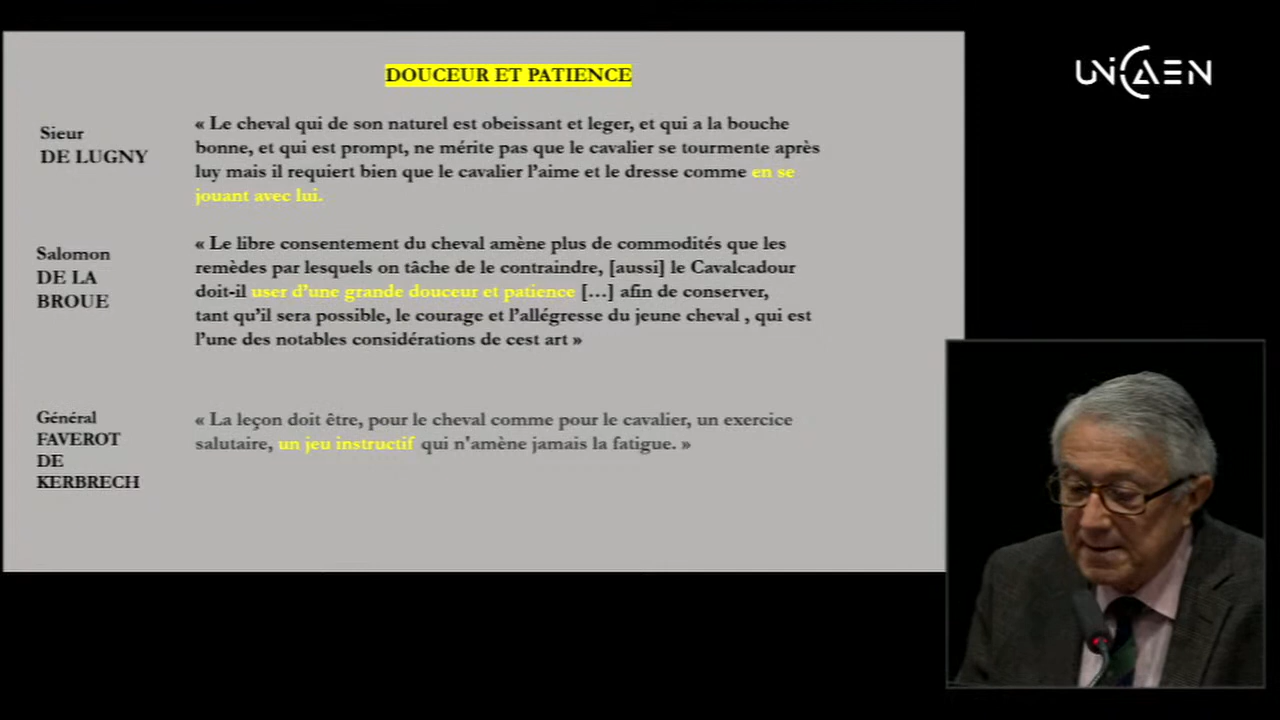 DOUCEUR ET PATIENCE
UNICAEN
Sieur
DE LUGNY
« Le cheval qui de son naturel est obeissant et leger, et qui a la bouche
bonne, et qui est prompt, ne mérite pas que le cavalier se tourmente après
luy mais il requiert bien que le cavalier l'aime et le dresse comme en se
jouant avec lui.
Salomon
DE LA
BROUE
« Le libre consentement du cheval amène plus de commodités que les
remèdes par lesquels on tâche de le contraindre, [aussi] le Cavalcadour
doit-il user d'une grande douceur et patience […] afin de conserver,
tant qu'il sera possible, le courage et l'allégresse du jeune cheval , qui est
l'une des notables considérations de cest art »
Général
FAVEROT
DE
KERBRECH
« La leçon doit être, pour le cheval comme pour le cavalier, un exercice
salutaire, un jeu instructif qui n'amène jamais la fatigue. »